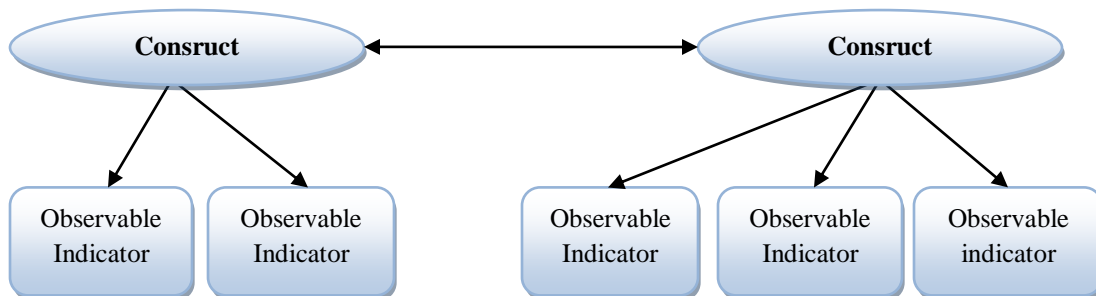 Consruct
Consruct
Observable
Indicator
Observable
Indicator
Observable
Indicator
Observable
Indicator
Observable
indicator